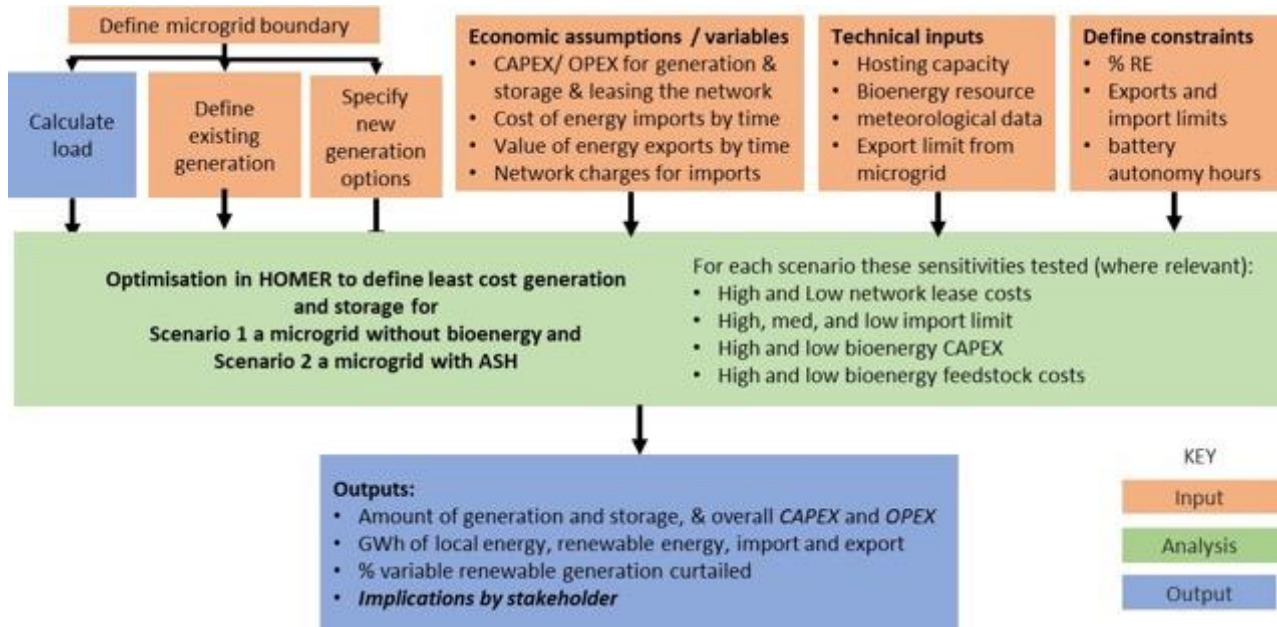 Define microgrid boundary
Calculate
load
Define
existing
generation
Specify
new
generation
options
Economic assumptions / variables
• CAPEX/ OPEX for generation &
storage & leasing the network
• Cost of energy imports by time
• Value of energy exports by time
• Network charges for imports
Technical inputs
• Hosting capacity
• Bioenergy resource
• meteorological data
• Export limit from
microgrid
Define constraints
• % RE
• Exports and
import limits
• battery
autonomy hours
Optimisation in HOMER to define least cost generation
and storage for
Scenario 1 a microgrid without bioenergy and
Scenario 2 a microgrid with ASH
For each scenario these sensitivities tested (where relevant):
• High and Low network lease costs
• High, med, and low import limit
• High and low bioenergy CAPEX
• High and low bioenergy feedstock costs
Outputs:
• Amount of generation and storage, & overall CAPEX and OPEX
• GWh of local energy, renewable energy, import and export
• % variable renewable generation curtailed
• Implications by stakeholder
KEY
Input
Analysis
Output